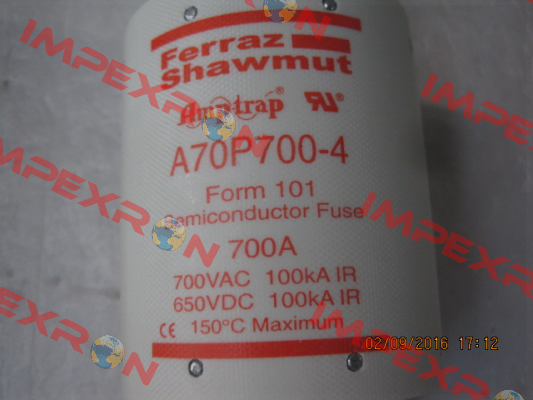 Ferraz
Shawmut
Amp-trap®
A70P700-4
Form 101
Semiconductor Fuse
700A
700VAC 100kA IR
650VDC 100kA IR
CE 150°C Maximum
02/09/2016 17:12
IMPEXRON
IMPEXRON
IMPEXRON
IMPEXRON